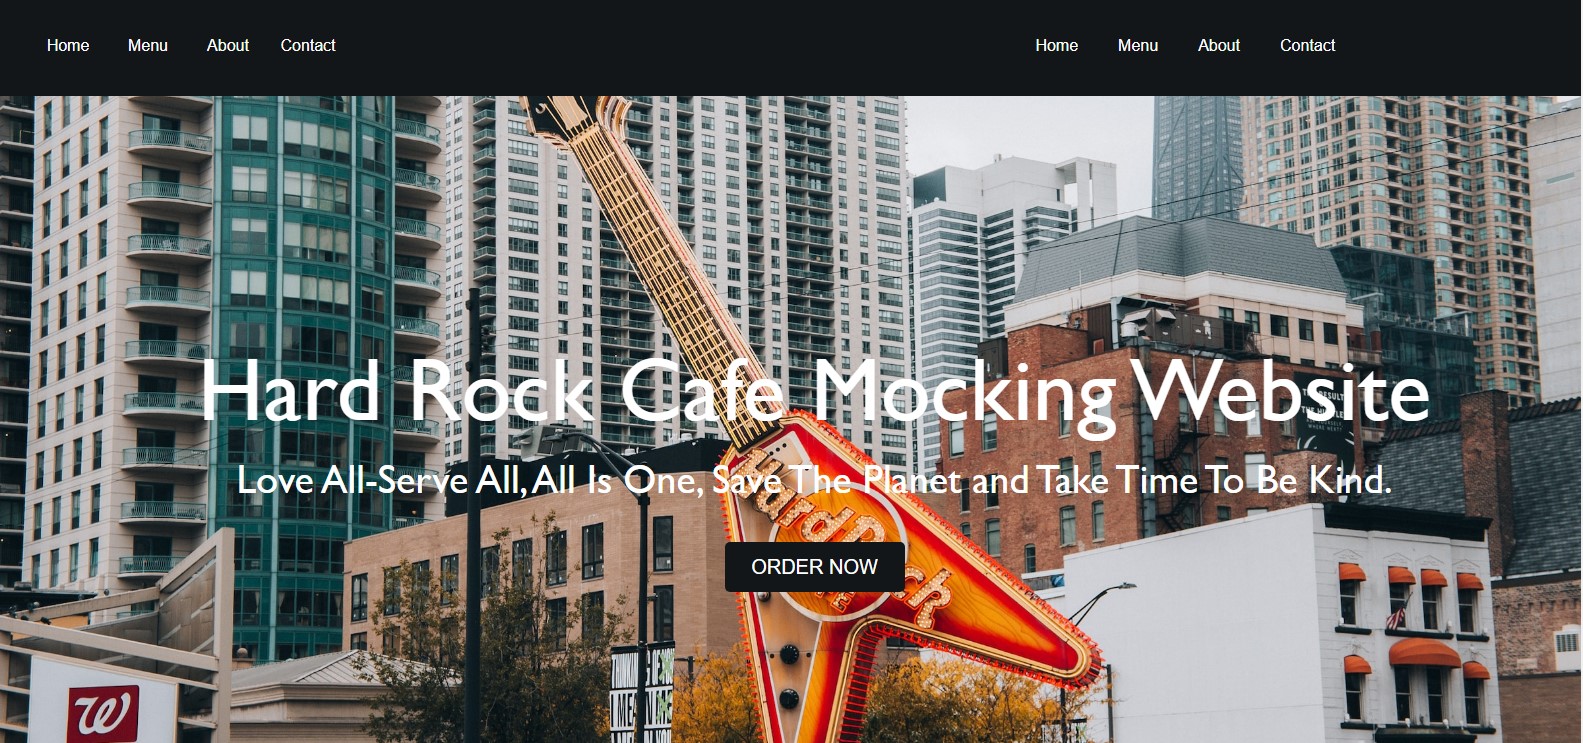 Home Menu About Contact Home Menu About Contact
Hard Rock Cafe Mocking Website
Love All-Serve All, All Is One, Save The Planet and Take Time To Be Kind.
ORDER NOW
Hard Rock
W